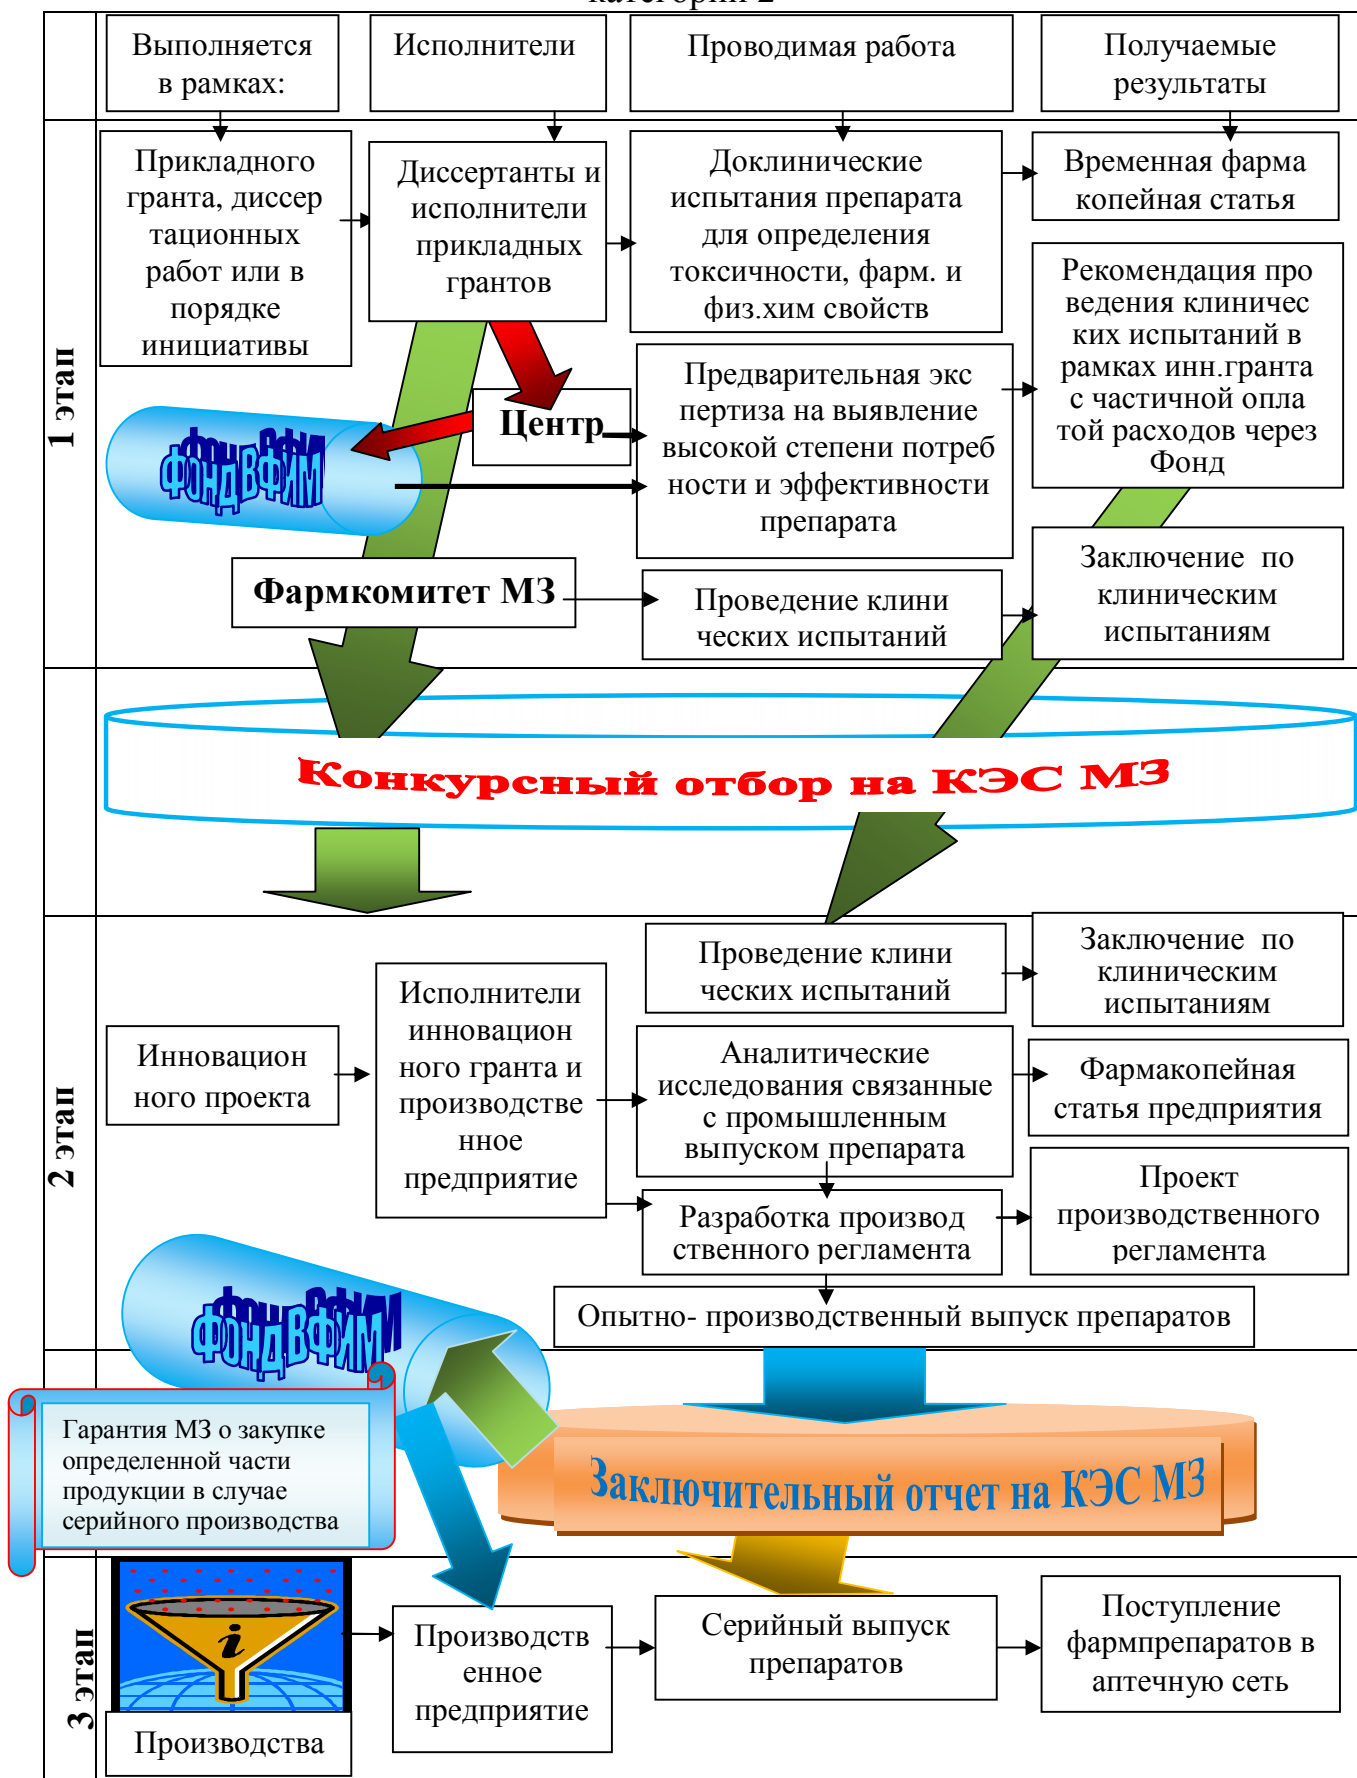 категории 2
Выполняется
в рамках:
Исполнители
Проводимая работа
Получаемые
результаты
1 этап
Прикладного
гранта, диссер
тационных
работ или в
порядке
инициативы
Диссертанты и
исполнители
прикладных
грантов
Доклинические
испытания препарата
для определения
токсичности, фарм. и
физ.хим свойств
Временная фарма
копейная статья
Рекомендация про
ведения клиничес
ких испытаний в
рамках инн.гранта
с частичной опла
той расходов через
Фонд
Центр
Предварительная экс
пертиза на выявление
высокой степени потреб
ности и эффективности
препарата
ФОНД ВФИМ
Фармкомитет МЗ
Проведение клини
ческих испытаний
Заключение по
клиническим
испытаниям
Конкурсный отбор на КЭС МЗ
2 этап
Инновацион
ного проекта
Исполнители
инновацион
ного гранта и
производстве
нное
предприятие
Проведение клини
ческих испытаний
Заключение по
клиническим
испытаниям
Аналитические
исследования связанные
с промышленным
выпуском препарата
Фармакопейная
статья предприятия
Разработка производ
ственного регламента
Проект
производственного
регламента
Опытно- производственный выпуск препаратов
ФОНД ВФИМ
Гарантия МЗ о закупке
определенной части
продукции в случае
серийного производства
Заключительный отчет на КЭС МЗ
3 этап
i
Производства
Производств
енное
предприятие
Серийный выпуск
препаратов
Поступление
фармпрепаратов в
аптечную сеть